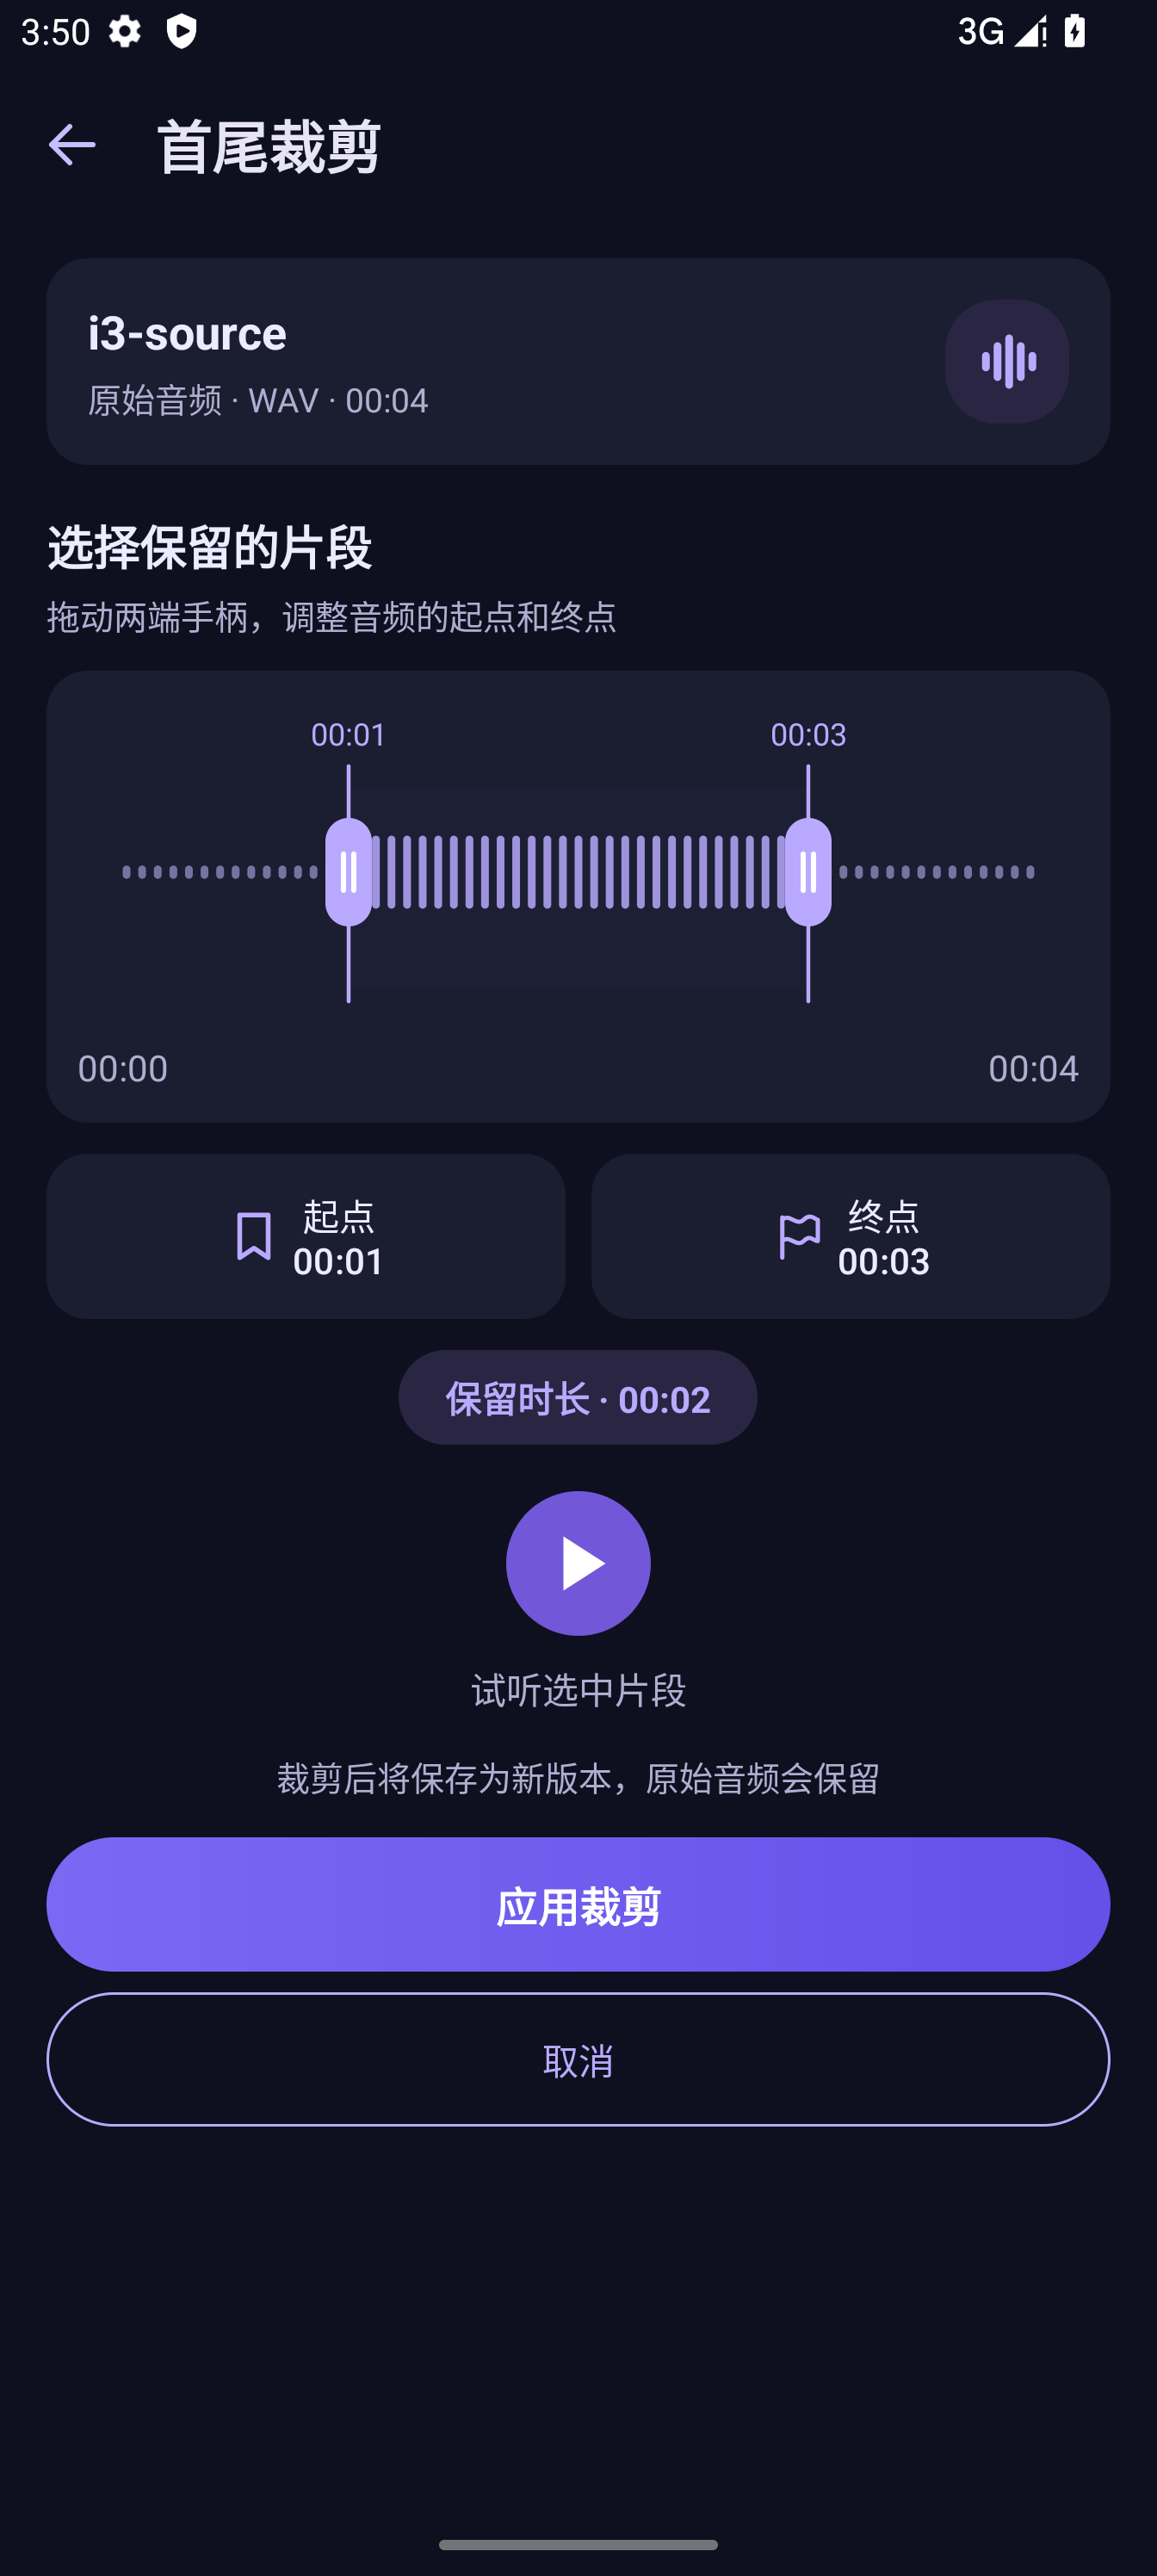 3:50
3G
首尾裁剪
i3-source
原始音频 · WAV · 00:04
选择保留的片段
拖动两端手柄，调整音频的起点和终点
00:01 00:03
00:00 00:04
起点
00:01
终点
00:03
保留时长 · 00:02
试听选中片段
裁剪后将保存为新版本，原始音频会保留
应用裁剪
取消